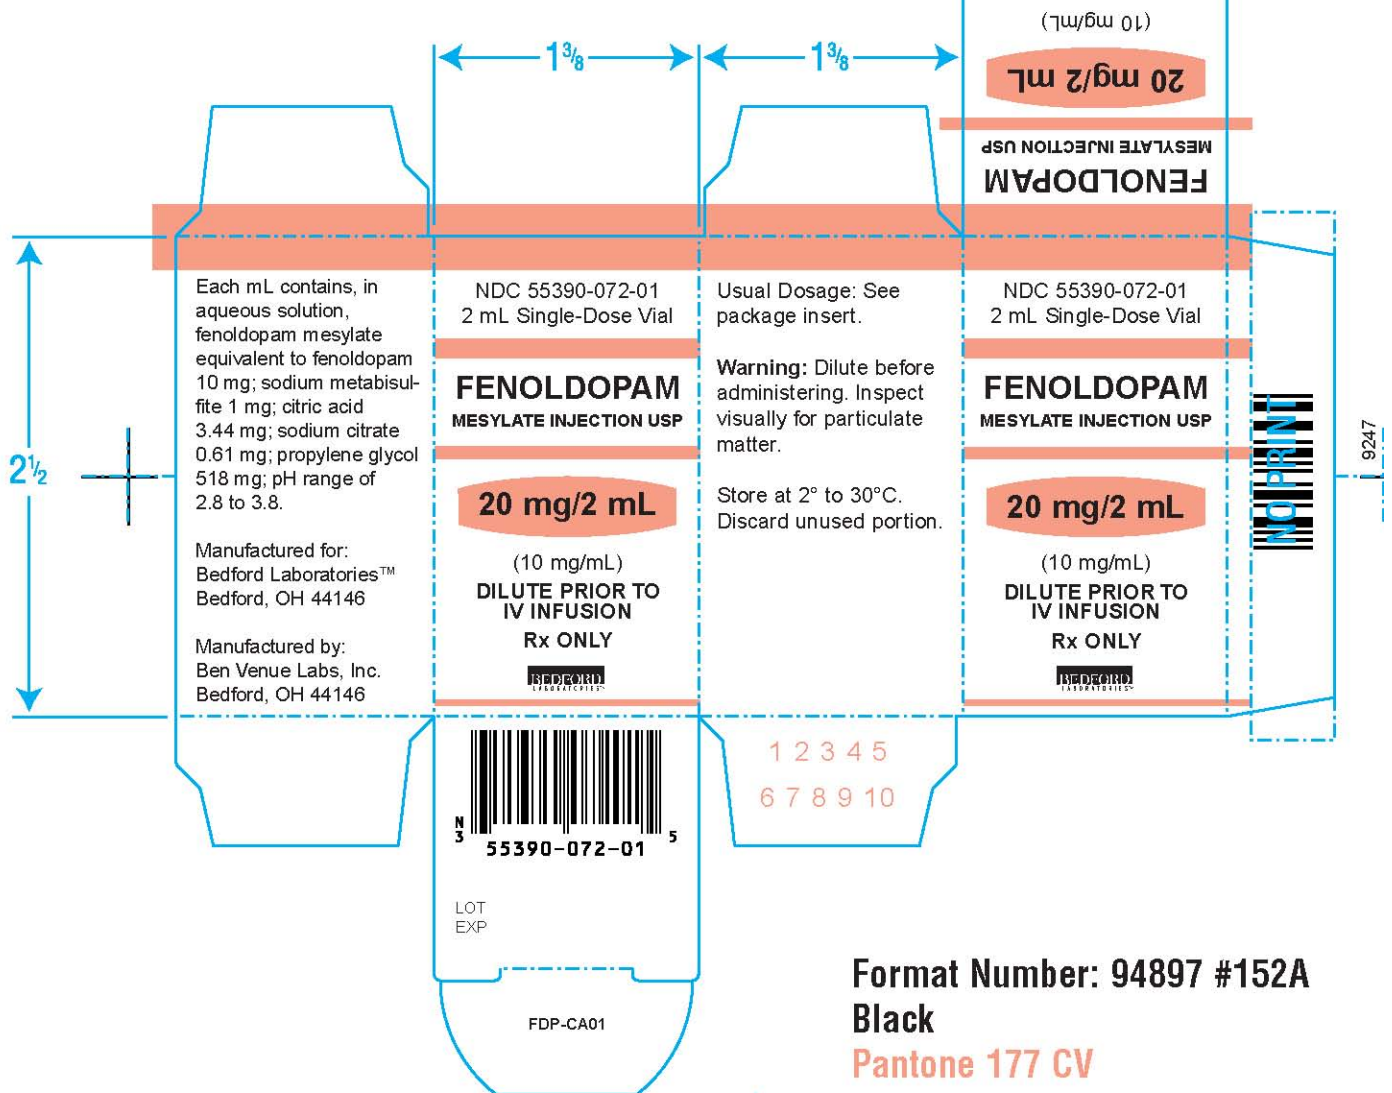 (10 mg/mL)
20 mg/2 mL
MESYLATE INJECTION USP
FENOLDOPAM
1 3/8
1 3/8
2 1/2
Each mL contains, in
aqueous solution,
fenoldopam mesylate
equivalent to fenoldopam
10 mg; sodium metabisul-
fite 1 mg; citric acid
3.44 mg; sodium citrate
0.61 mg; propylene glycol
518 mg; pH range of
2.8 to 3.8.
Manufactured for:
Bedford Laboratories™
Bedford, OH 44146
Manufactured by:
Ben Venue Labs, Inc.
Bedford, OH 44146
NDC 55390-072-01
2 mL Single-Dose Vial
FENOLDOPAM
MESYLATE INJECTION USP
20 mg/2 mL
(10 mg/mL)
DILUTE PRIOR TO
IV INFUSION
Rx ONLY
BEDFORD
LABORATORIES™
Usual Dosage: See
package insert.
Warning: Dilute before
administering. Inspect
visually for particulate
matter.
Store at 2° to 30°C.
Discard unused portion.
NDC 55390-072-01
2 mL Single-Dose Vial
FENOLDOPAM
MESYLATE INJECTION USP
20 mg/2 mL
(10 mg/mL)
DILUTE PRIOR TO
IV INFUSION
Rx ONLY
BEDFORD
LABORATORIES™
NO PRINT
9247
N
3
55390-072-01
5
LOT
EXP
1 2 3 4 5
6 7 8 9 10
FDP-CA01
Format Number: 94897 #152A
Black
Pantone 177 CV